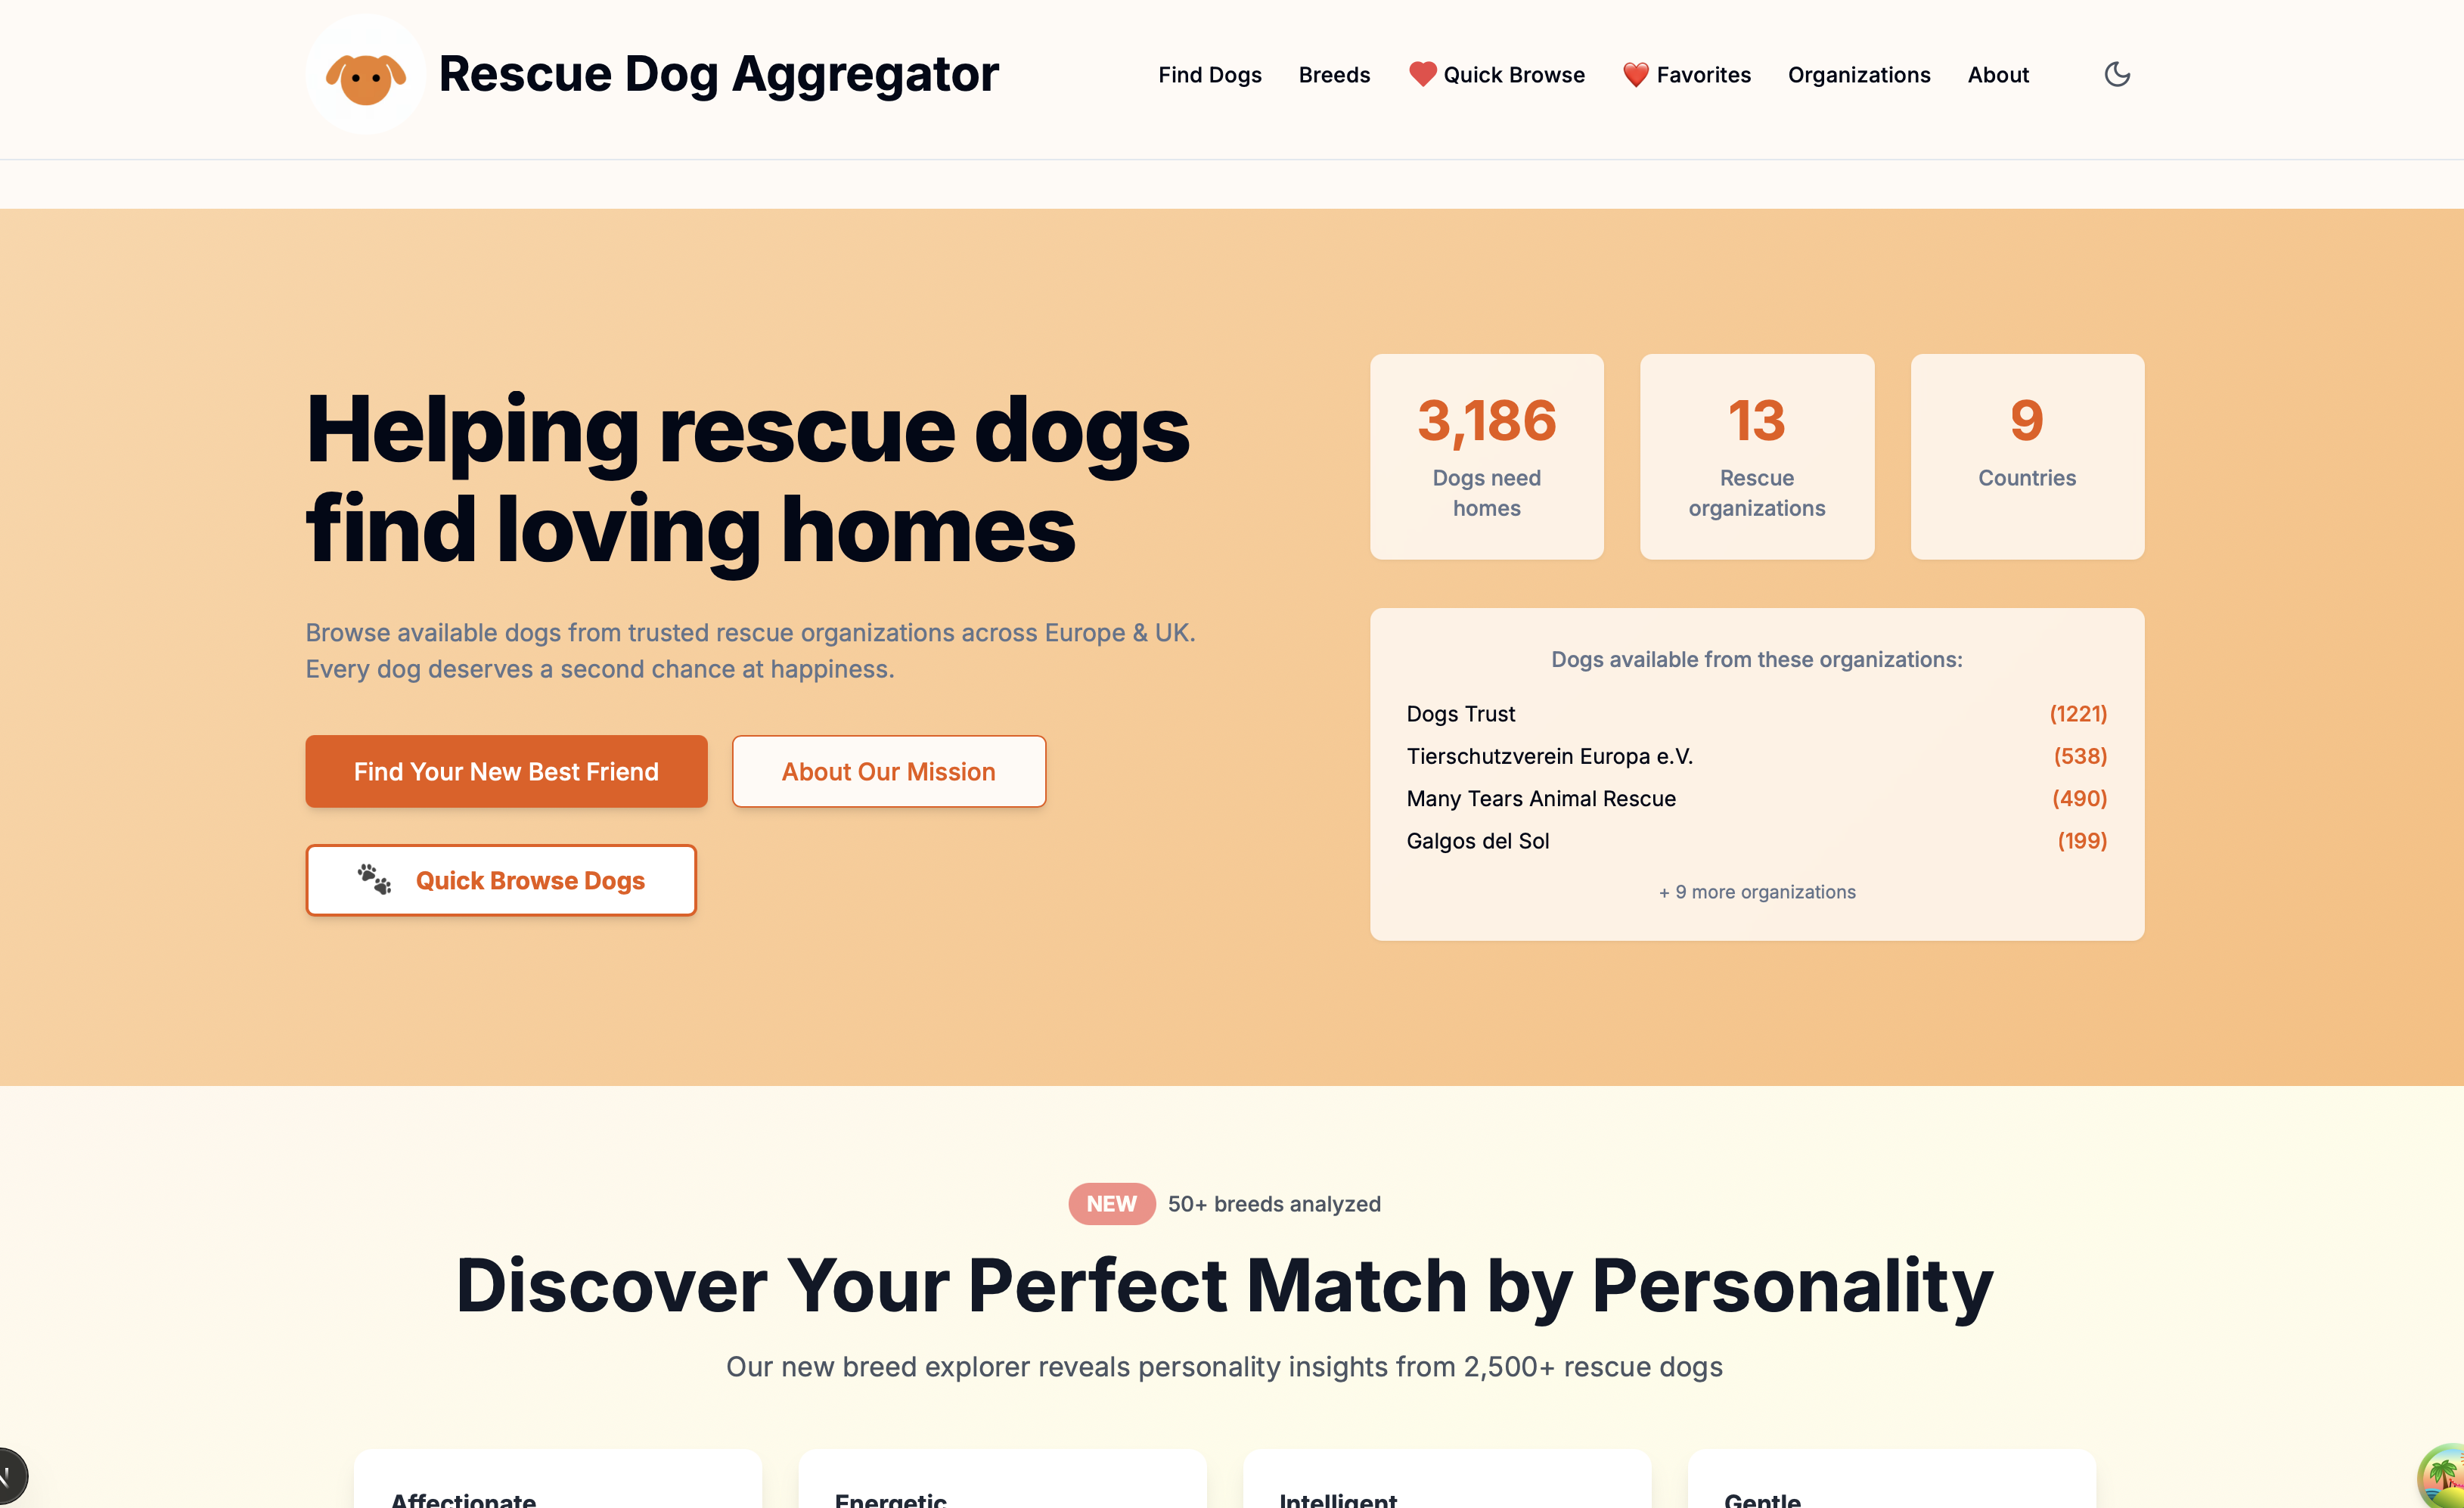 Rescue Dog Aggregator
Find Dogs
Breeds
Quick Browse
Favorites
Organizations
About
Helping rescue dogs
find loving homes
Browse available dogs from trusted rescue organizations across Europe & UK.
Every dog deserves a second chance at happiness.
Find Your New Best Friend
About Our Mission
Quick Browse Dogs
3,186
Dogs need
homes
13
Rescue
organizations
9
Countries
Dogs available from these organizations:
Dogs Trust (1221)
Tierschutzverein Europa e.V. (538)
Many Tears Animal Rescue (490)
Galgos del Sol (199)
+ 9 more organizations
NEW 50+ breeds analyzed
Discover Your Perfect Match by Personality
Our new breed explorer reveals personality insights from 2,500+ rescue dogs
Affectionate
Energetic
Intelligent
Gentle